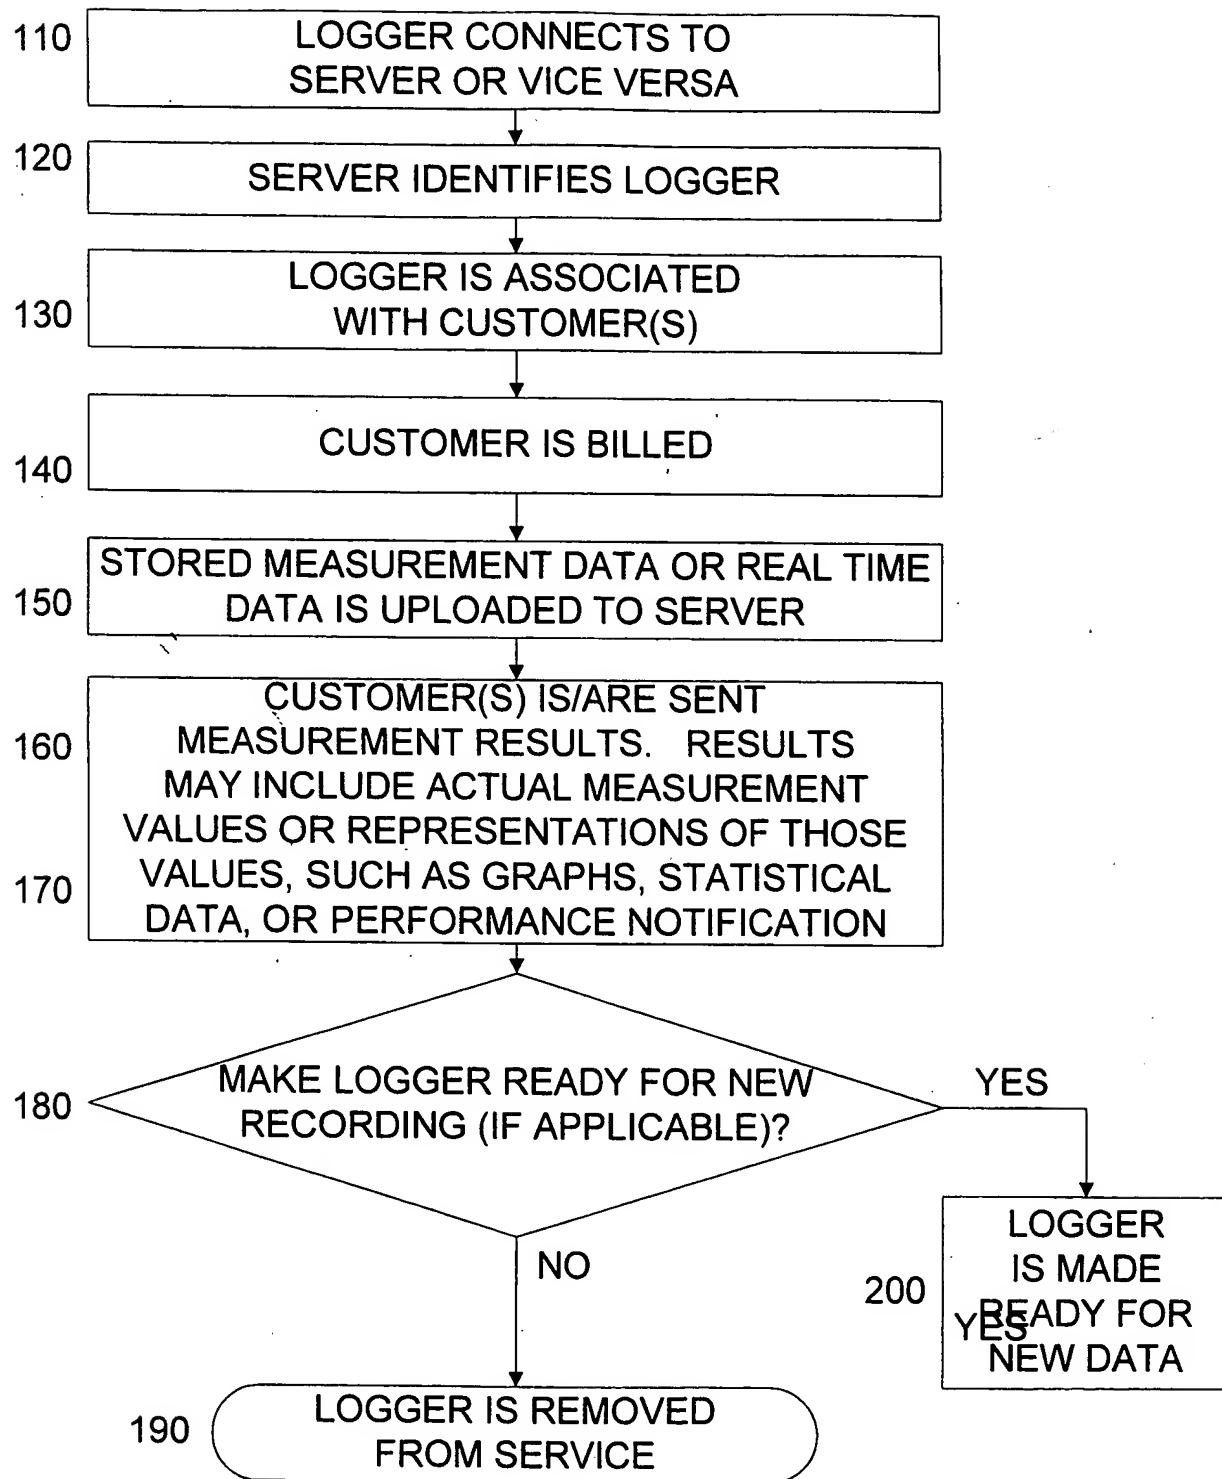 110
LOGGER CONNECTS TO
SERVER OR VICE VERSA
120
SERVER IDENTIFIES LOGGER
130
LOGGER IS ASSOCIATED
WITH CUSTOMER(S)
140
CUSTOMER IS BILLED
150
STORED MEASUREMENT DATA OR REAL TIME
DATA IS UPLOADED TO SERVER
160
170
CUSTOMER(S) IS/ARE SENT
MEASUREMENT RESULTS. RESULTS
MAY INCLUDE ACTUAL MEASUREMENT
VALUES OR REPRESENTATIONS OF THOSE
VALUES, SUCH AS GRAPHS, STATISTICAL
DATA, OR PERFORMANCE NOTIFICATION
180
MAKE LOGGER READY FOR NEW
RECORDING (IF APPLICABLE)?
YES
NO
200
LOGGER
IS MADE
READY FOR
YES
NEW DATA
190
LOGGER IS REMOVED
FROM SERVICE